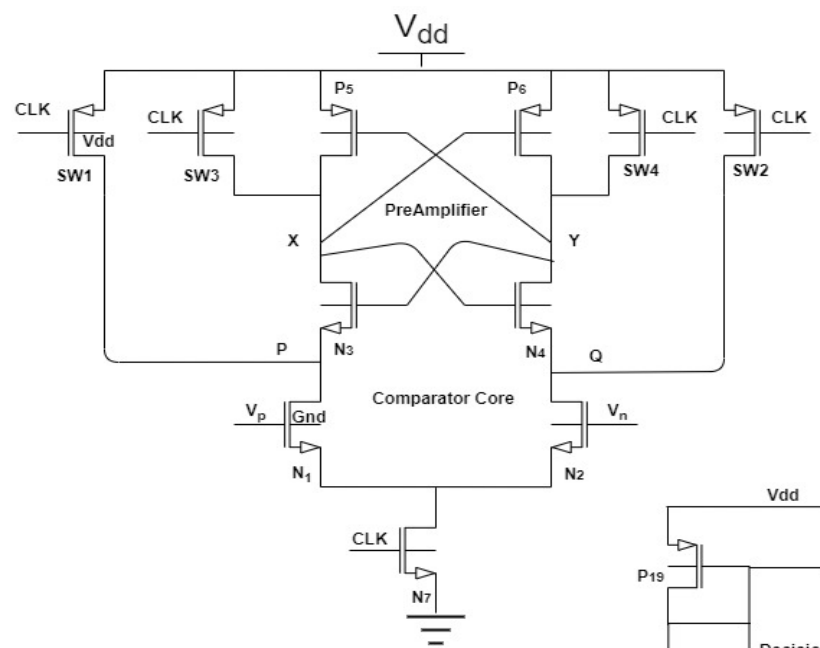 Vdd
P5
P6
CLK
CLK
CLK
CLK
Vdd
SW1
SW3
SW4
SW2
PreAmplifier
X
Y
P
N3
N4
Q
Comparator Core
Vp
Gnd
Vn
N1
N2
Vdd
CLK
P19
N7